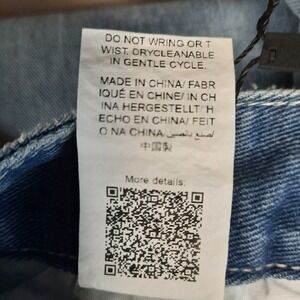 DO NOT WRING OR T
WIST. DRYCLEANABLE
IN GENTLE CYCLE.
MADE IN CHINA/ FABR
IQUÉ EN CHINE/ IN CH
INA HERGESTELLT/ H
ECHO EN CHINA/ FEIT
O NA CHINA/ صنع بالصين/
中国製
More details: